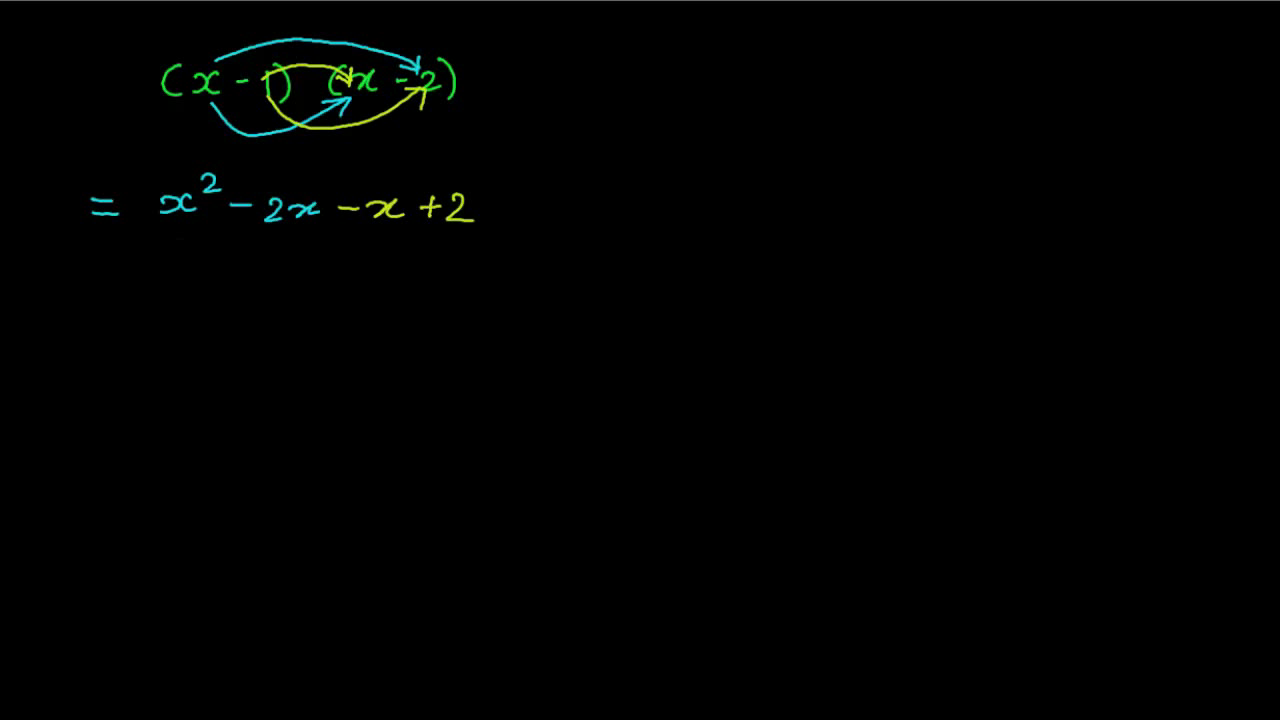 (x - 1) (x - 2)
= x² - 2x - x + 2